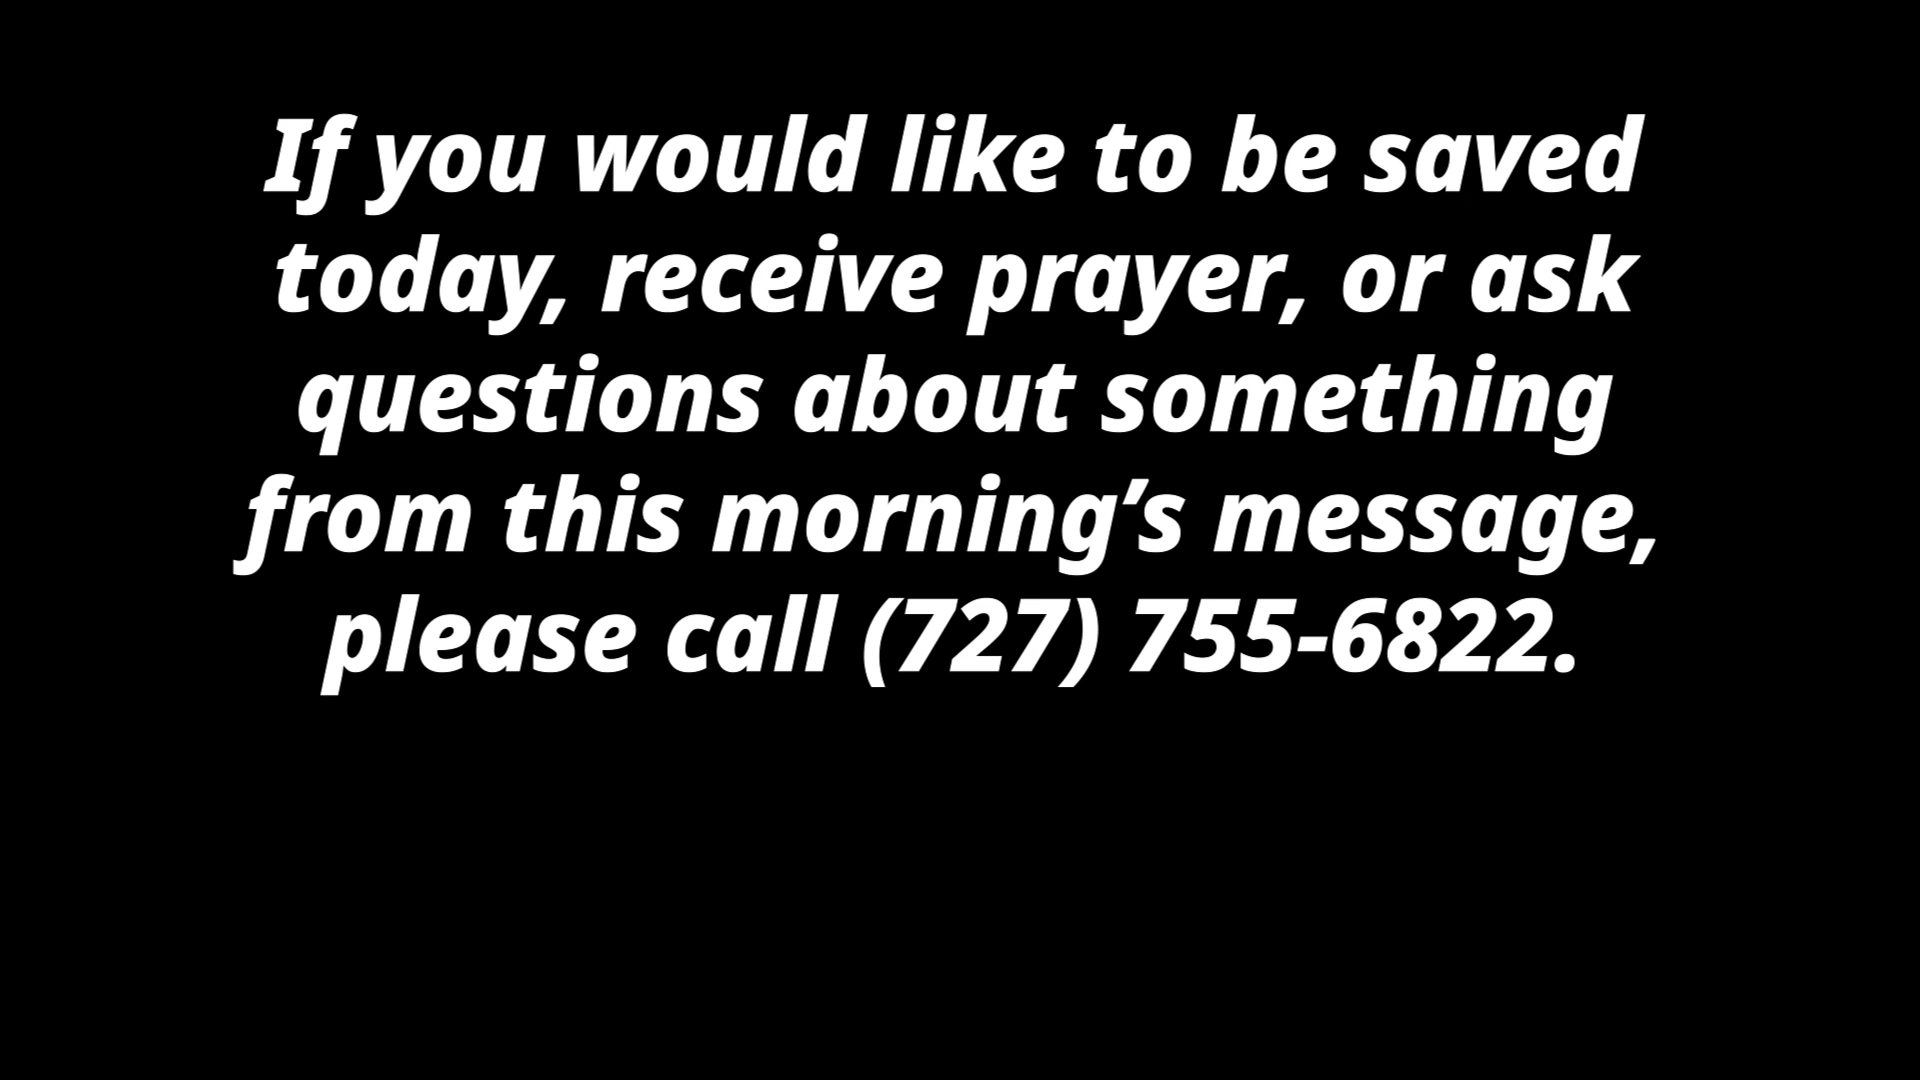 If you would like to be saved
today, receive prayer, or ask
questions about something
from this morning’s message,
please call (727) 755-6822.